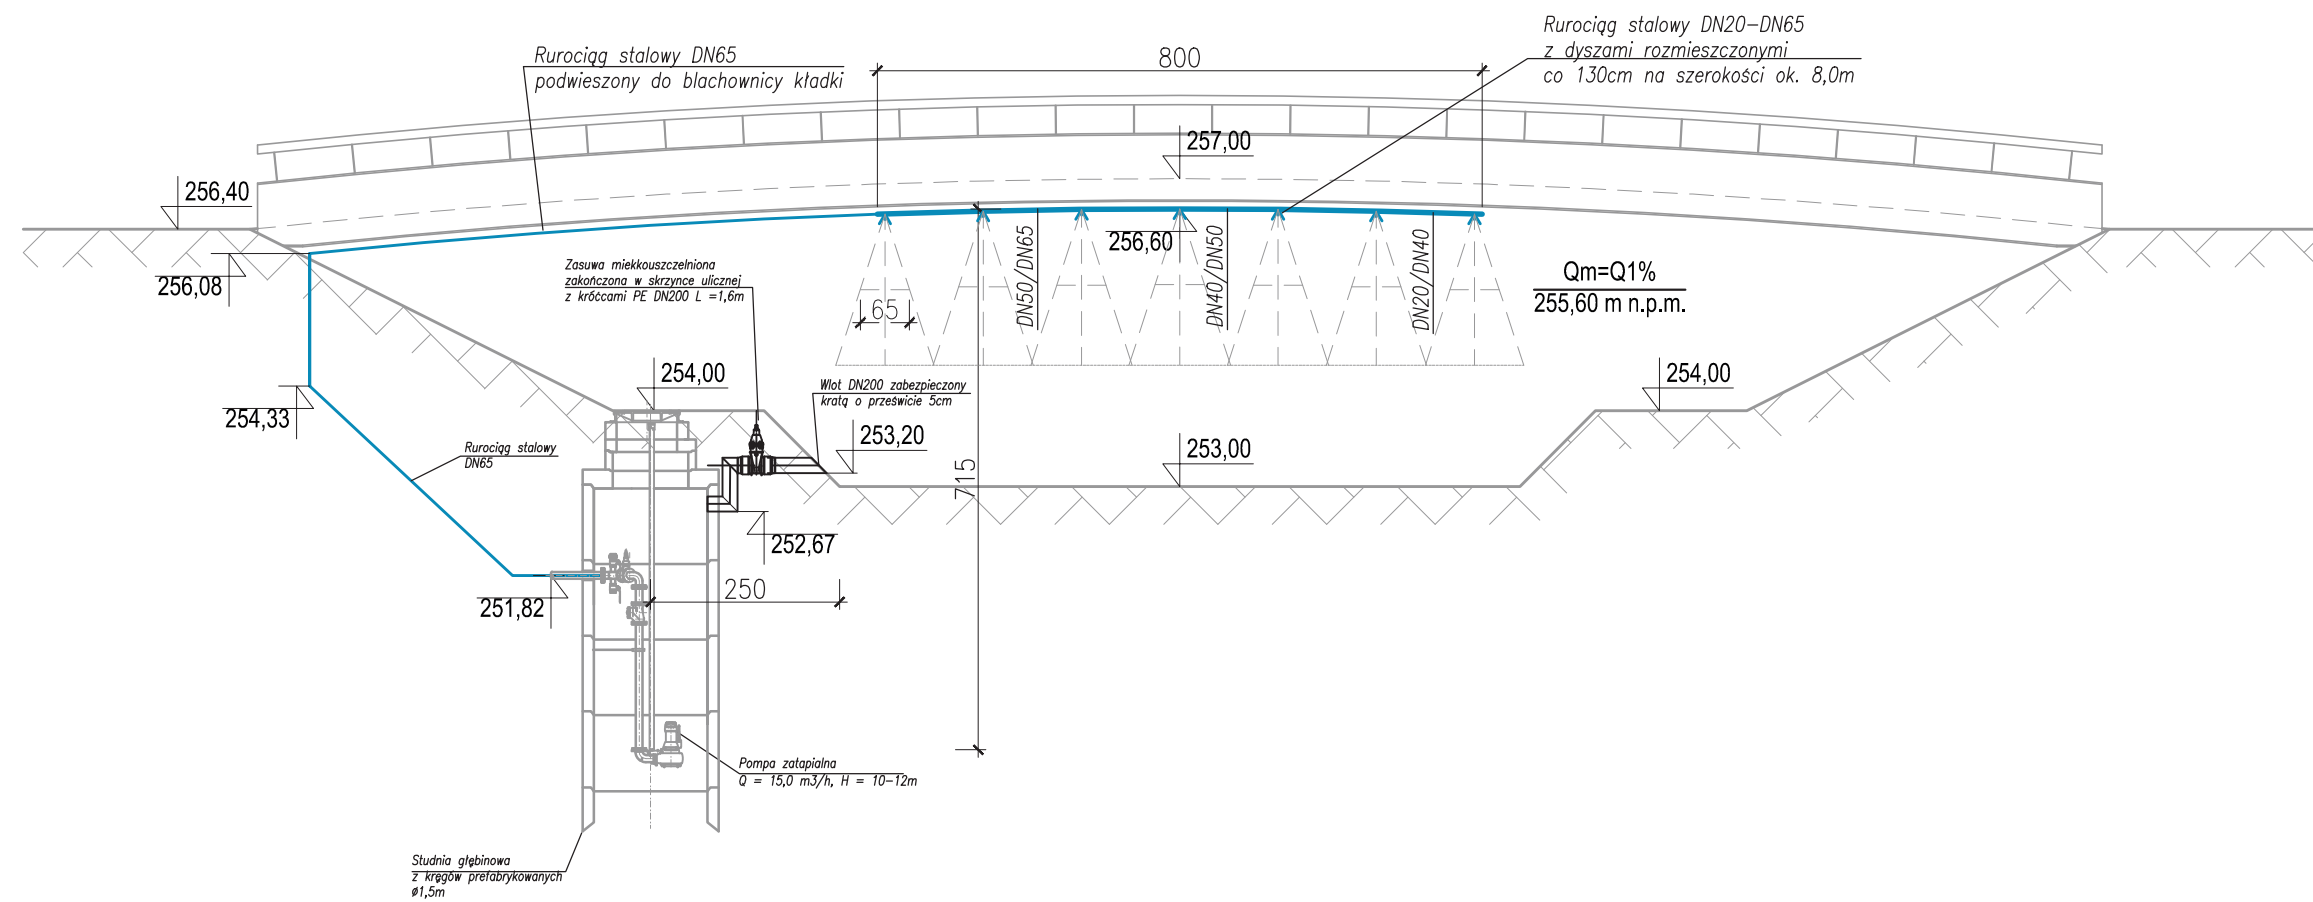 Rurociąg stalowy DN20-DN65
z dyszami rozmieszczonymi
co 130cm na szerokości ok. 8,0m
Rurociąg stalowy DN65
podwieszony do blachownicy kładki
800
257,00
256,40
256,60
256,08
DN50/DN65
DN40/DN50
DN20/DN40
Zasuwa miekkouszczelniona
zakończona w skrzynce ulicznej
z króćcami PE DN200 L =1,6m
65
Qm=Q1%
255,60 m n.p.m.
254,00
254,00
Wlot DN200 zabezpieczony
kratą o prześwicie 5cm
254,33
253,20
253,00
Rurociąg stalowy
DN65
715
252,67
251,82
250
Pompa zatapialna
Q = 15,0 m3/h, H = 10-12m
Studnia głębinowa
z kręgów prefabrykowanych
ø1,5m